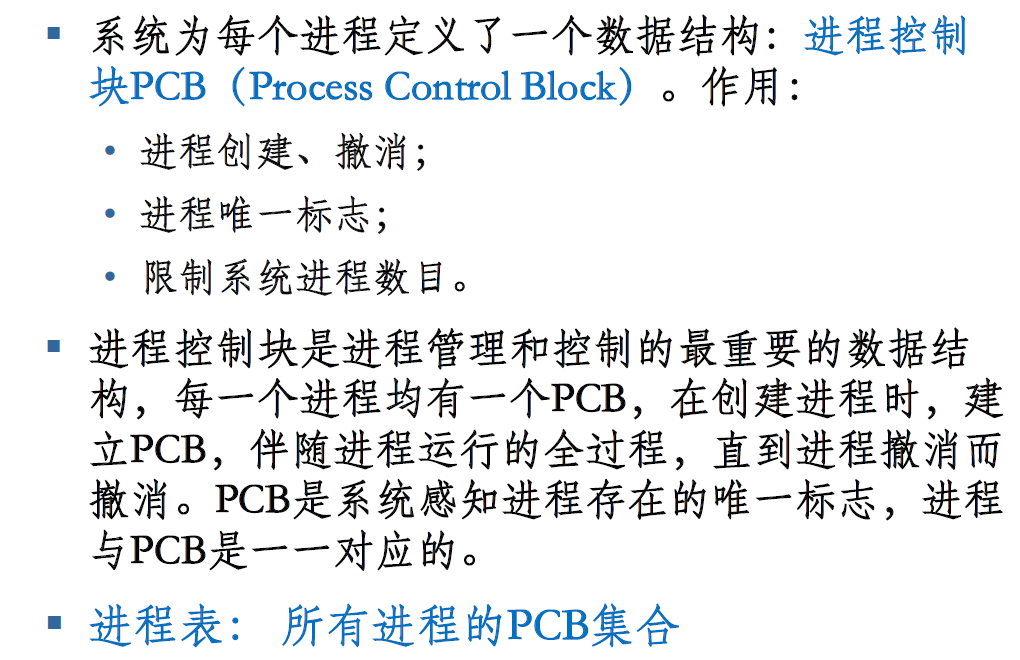 ▪ 系统为每个进程定义了一个数据结构：进程控制
块PCB（Process Control Block）。作用：
• 进程创建、撤消；
• 进程唯一标志；
• 限制系统进程数目。
▪ 进程控制块是进程管理和控制的最重要的数据结
构，每一个进程均有一个PCB，在创建进程时，建
立PCB，伴随进程运行的全过程，直到进程撤消而
撤消。PCB是系统感知进程存在的唯一标志，进程
与PCB是一一对应的。
▪ 进程表： 所有进程的PCB集合